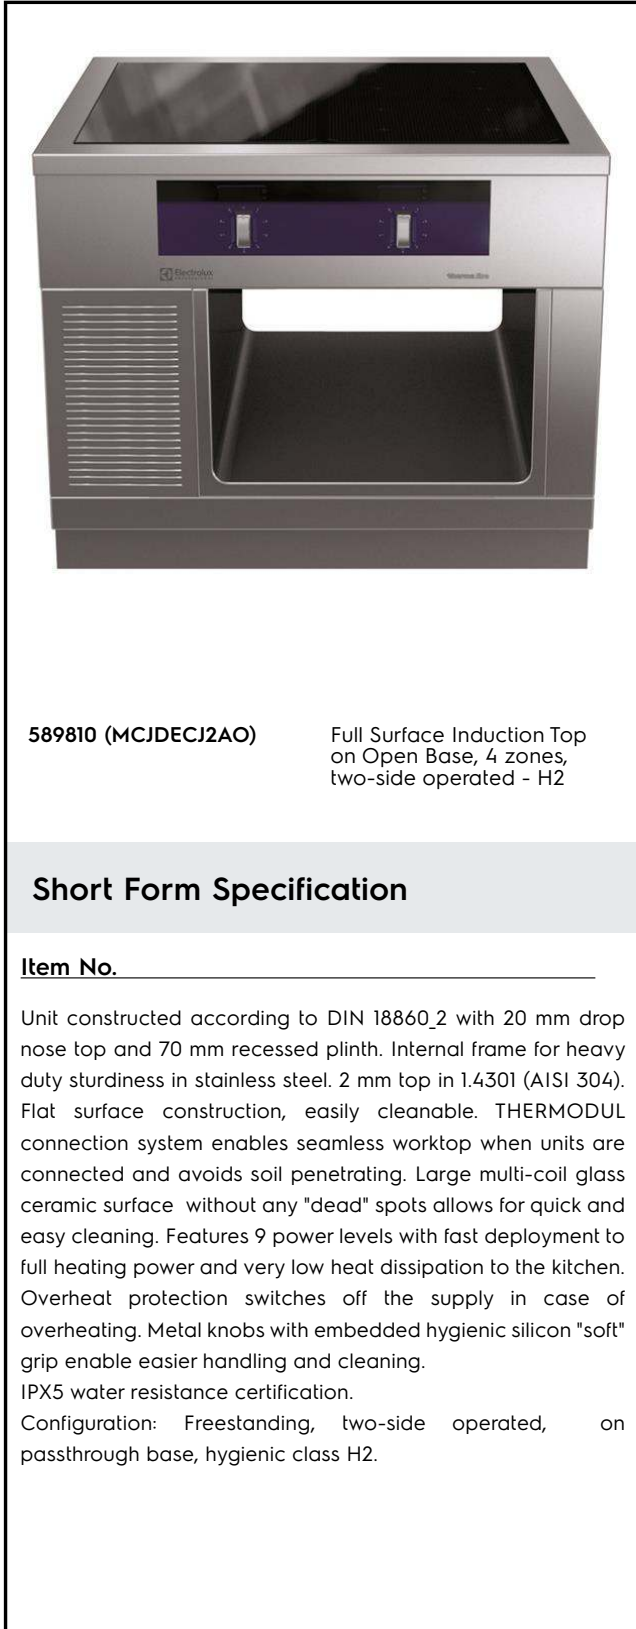 Electrolux
PROFESSIONAL
thermaline
589810 (MCJDECJ2AO)
Full Surface Induction Top
on Open Base, 4 zones,
two-side operated - H2
Short Form Specification
Item No.
Unit constructed according to DIN 18860_2 with 20 mm drop
nose top and 70 mm recessed plinth. Internal frame for heavy
duty sturdiness in stainless steel. 2 mm top in 1.4301 (AISI 304).
Flat surface construction, easily cleanable. THERMODUL
connection system enables seamless worktop when units are
connected and avoids soil penetrating. Large multi-coil glass
ceramic surface without any "dead" spots allows for quick and
easy cleaning. Features 9 power levels with fast deployment to
full heating power and very low heat dissipation to the kitchen.
Overheat protection switches off the supply in case of
overheating. Metal knobs with embedded hygienic silicon "soft"
grip enable easier handling and cleaning.
IPX5 water resistance certification.
Configuration: Freestanding, two-side operated, on
passthrough base, hygienic class H2.